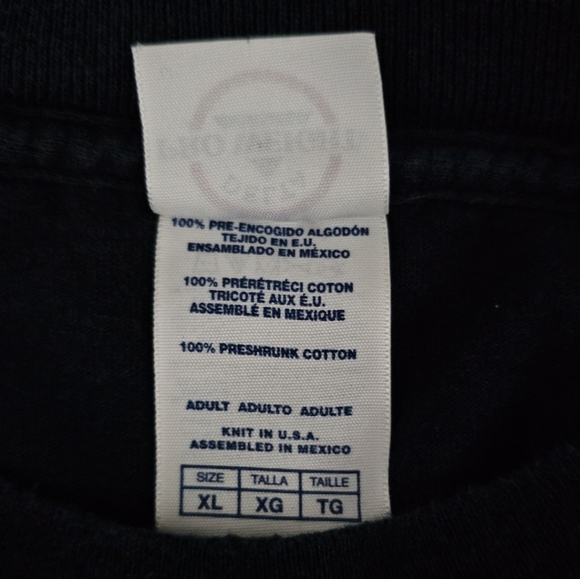 100% PRE-ENCOGIDO ALGODÓN
TEJIDO EN E.U.
ENSAMBLADO EN MÉXICO
100% PRÉRÉTRÉCI COTON
TRICOTÉ AUX É.U.
ASSEMBLÉ EN MEXIQUE
100% PRESHRUNK COTTON
ADULT ADULTO ADULTE
KNIT IN U.S.A.
ASSEMBLED IN MEXICO
SIZE TALLA TAILLE
XL XG TG